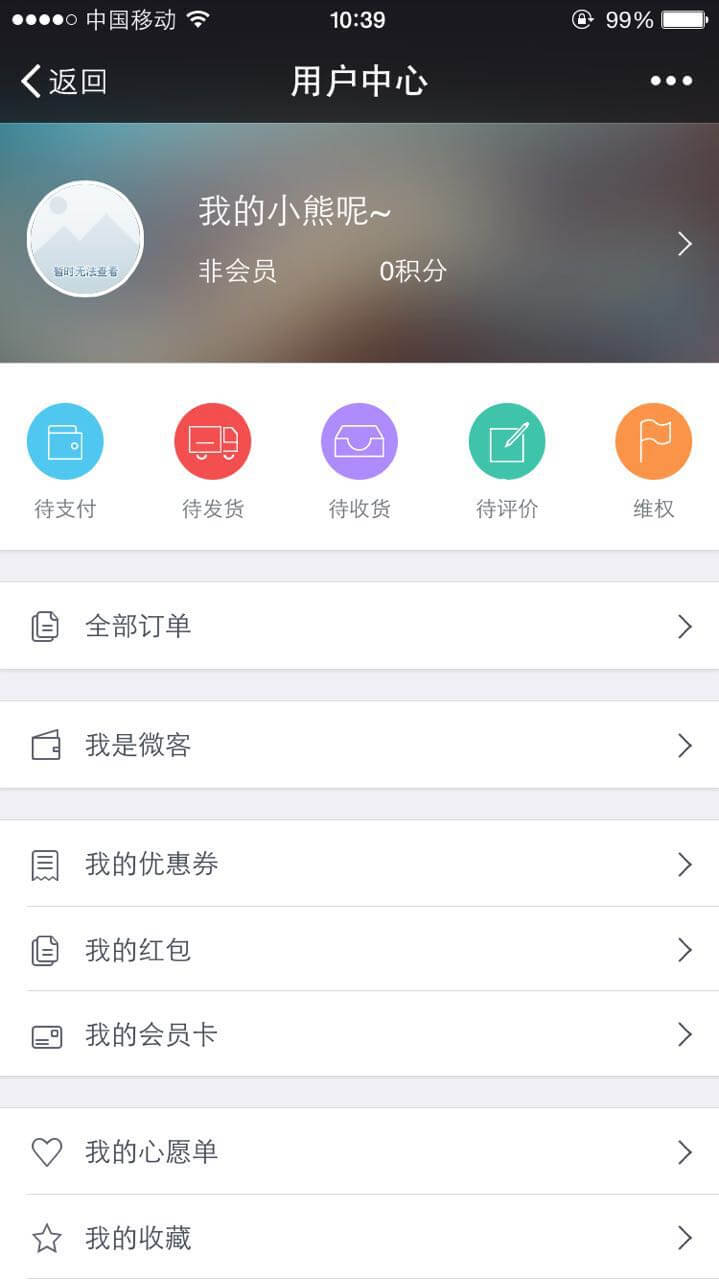 中国移动 10:39 99%
返回 用户中心
我的小熊呢~
暂时无法查看
非会员 0积分
待支付 待发货 待收货 待评价 维权
全部订单
我是微客
我的优惠券
我的红包
我的会员卡
我的心愿单
我的收藏